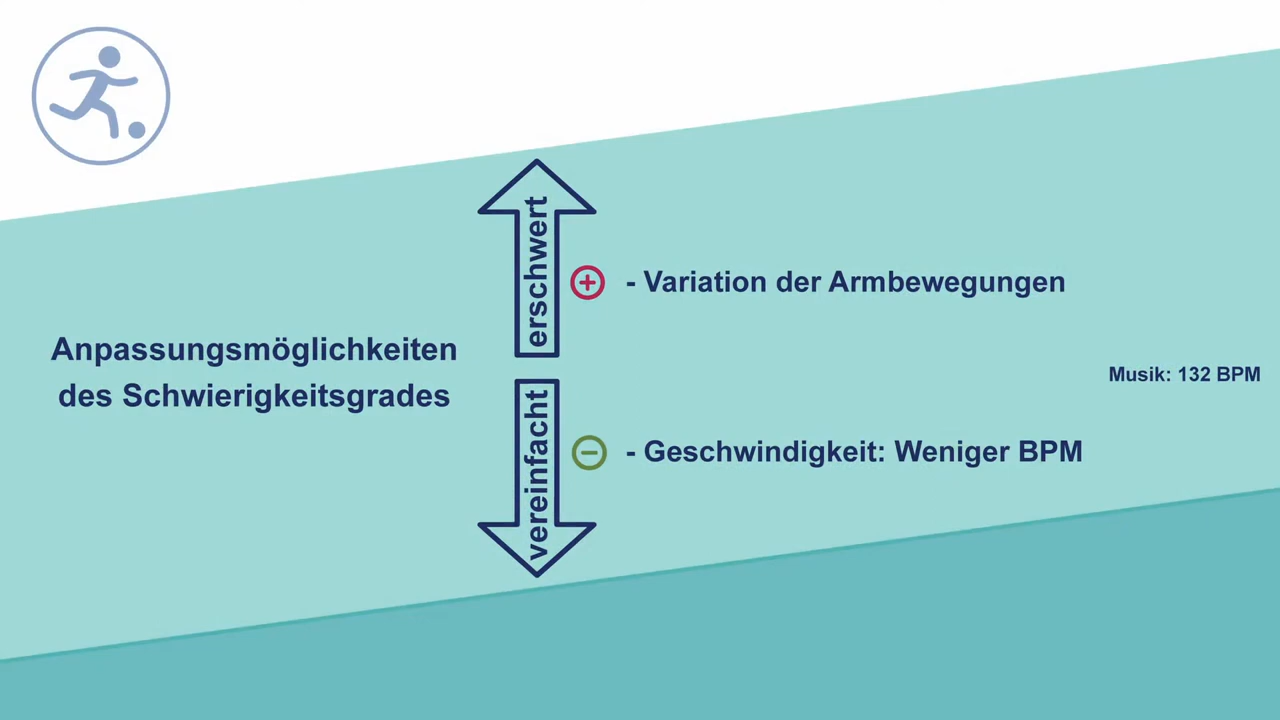 Anpassungsmöglichkeiten
des Schwierigkeitsgrades
erschwert
- Variation der Armbewegungen
vereinfacht
- Geschwindigkeit: Weniger BPM
Musik: 132 BPM